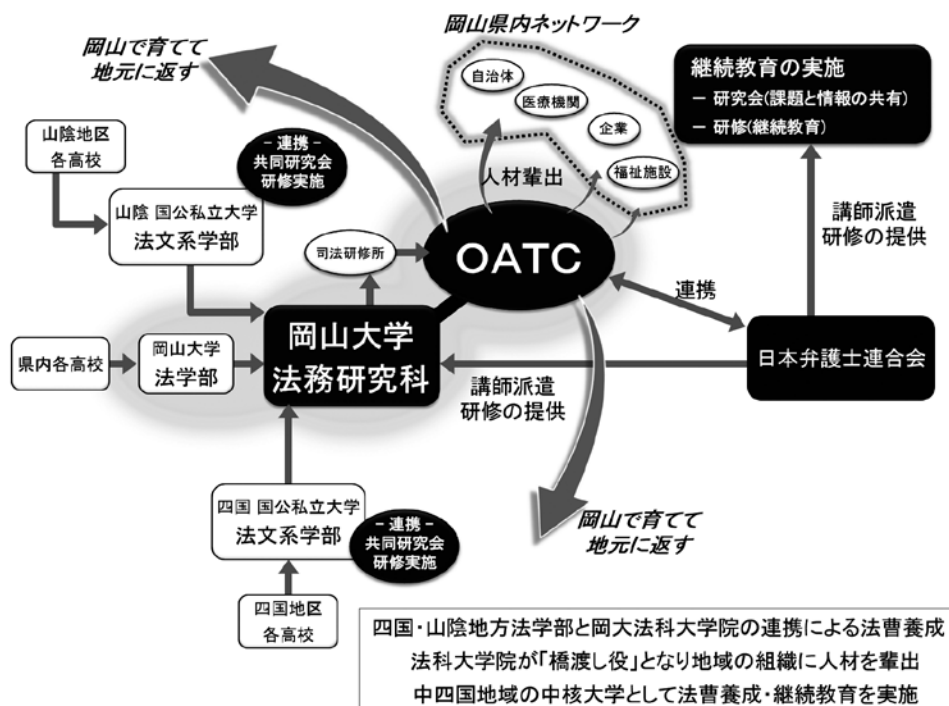 岡山で育てて
地元に返す
岡山県内ネットワーク
自治体
医療機関
企業
福祉施設
人材輩出
継続教育の実施
－ 研究会(課題と情報の共有)
－ 研修(継続教育)
山陰地区
各高校
－ 連携 －
共同研究会
研修実施
山陰 国公私立大学
法文系学部
司法研修所
OATC
講師派遣
研修の提供
連携
県内各高校
岡山大学
法学部
岡山大学
法務研究科
日本弁護士連合会
講師派遣
研修の提供
四国 国公私立大学
法文系学部
－ 連携 －
共同研究会
研修実施
岡山で育てて
地元に返す
四国地区
各高校
四国・山陰地方法学部と岡大法科大学院の連携による法曹養成
法科大学院が「橋渡し役」となり地域の組織に人材を輩出
中四国地域の中核大学として法曹養成・継続教育を実施